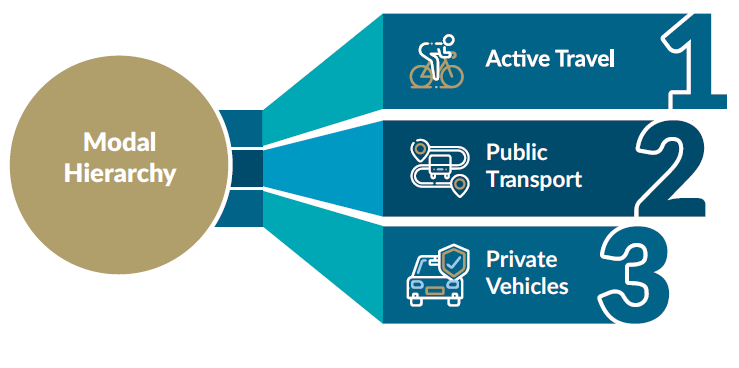 Modal
Hierarchy
Active Travel
1
Public
Transport
2
Private
Vehicles
3